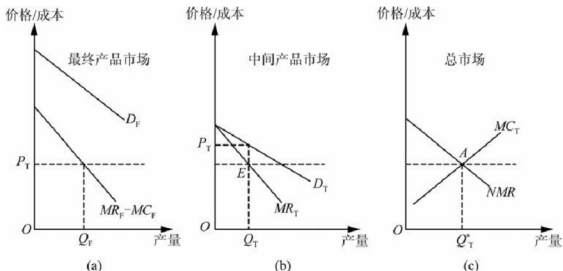 价格/成本
最终产品市场
D_F
P_T
MR_F-MC_F
O
Q_F
产量
(a)
价格/成本
中间产品市场
P_T
E
D_T
MR_T
O
Q_T
产量
(b)
价格/成本
总市场
MC_T
A
NMR
O
Q*_T
产量
(c)